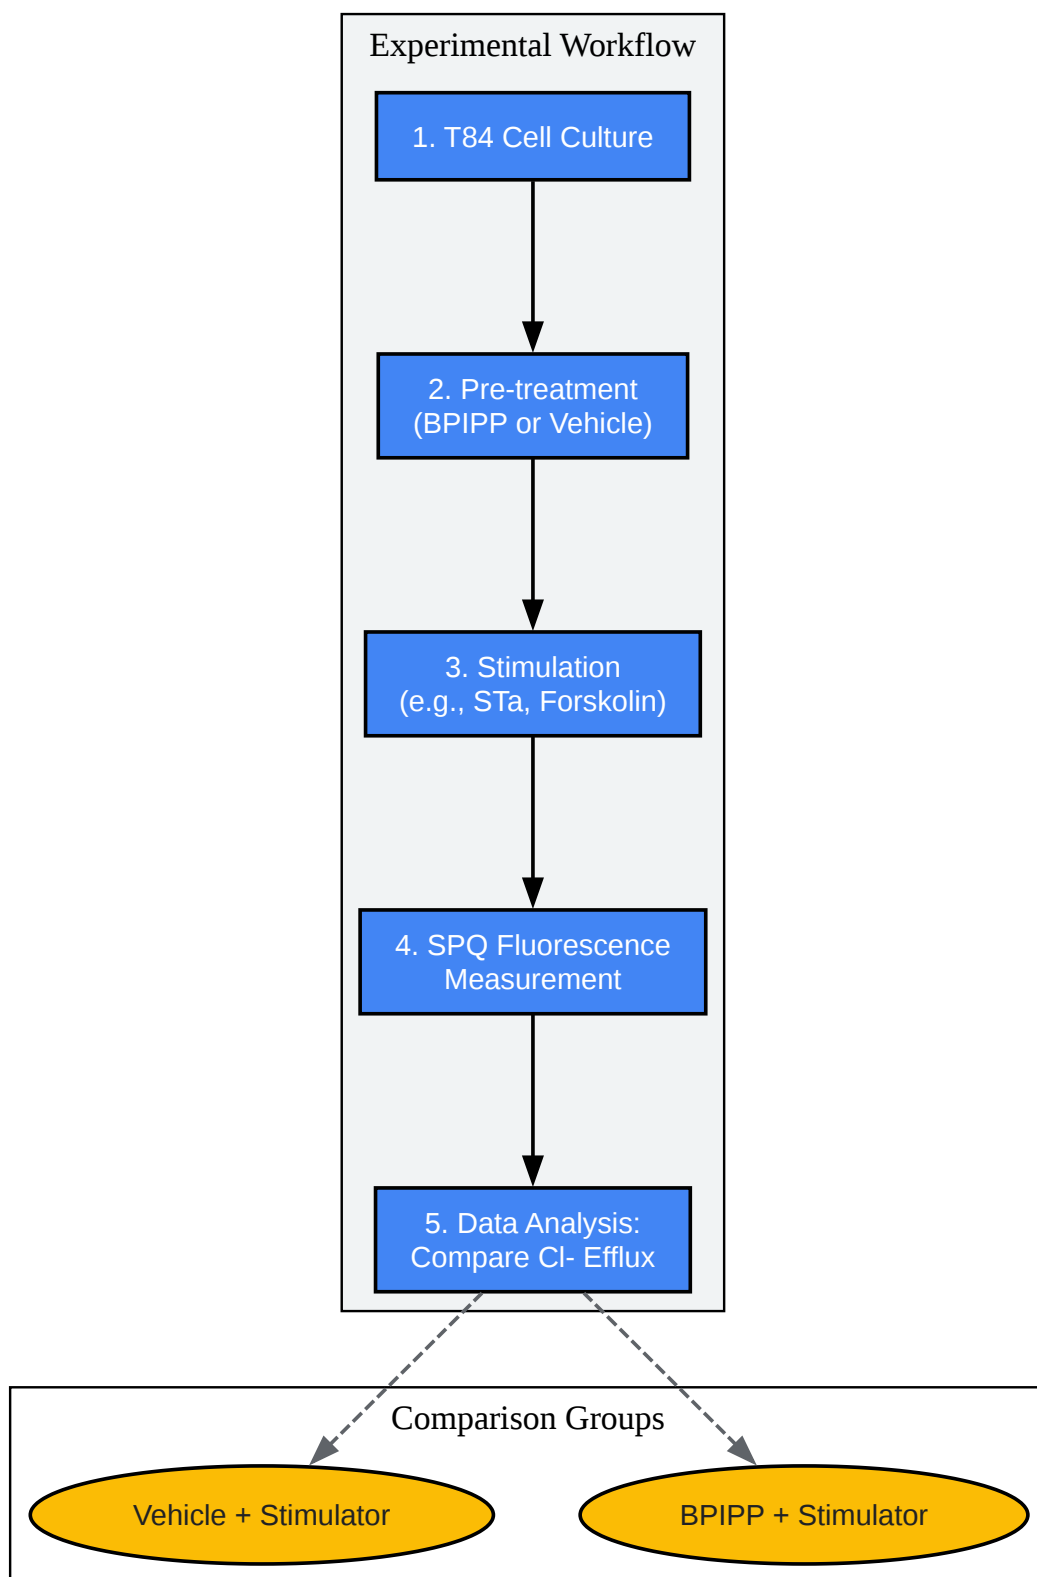 Experimental Workflow
1. T84 Cell Culture
2. Pre-treatment
(BPIPP or Vehicle)
3. Stimulation
(e.g., STa, Forskolin)
4. SPQ Fluorescence
Measurement
5. Data Analysis:
Compare Cl- Efflux
Comparison Groups
Vehicle + Stimulator
BPIPP + Stimulator